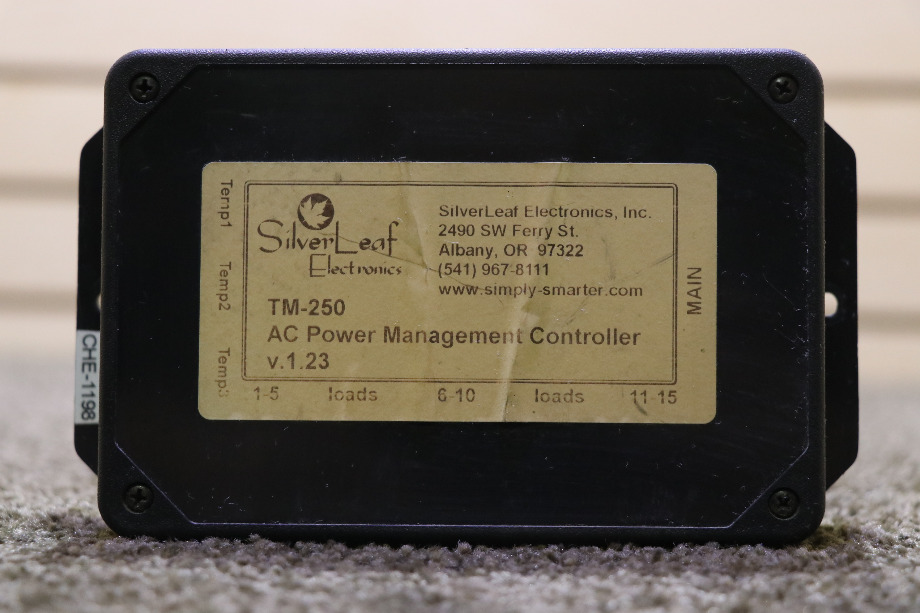 Temp1
Temp2
Temp3
SilverLeaf
Electronics
SilverLeaf Electronics, Inc.
2490 SW Ferry St.
Albany, OR 97322
(541) 967-8111
www.simply-smarter.com
TM-250
AC Power Management Controller
v.1.23
MAIN
1-5 loads 6-10 loads 11-15
CHE-1198